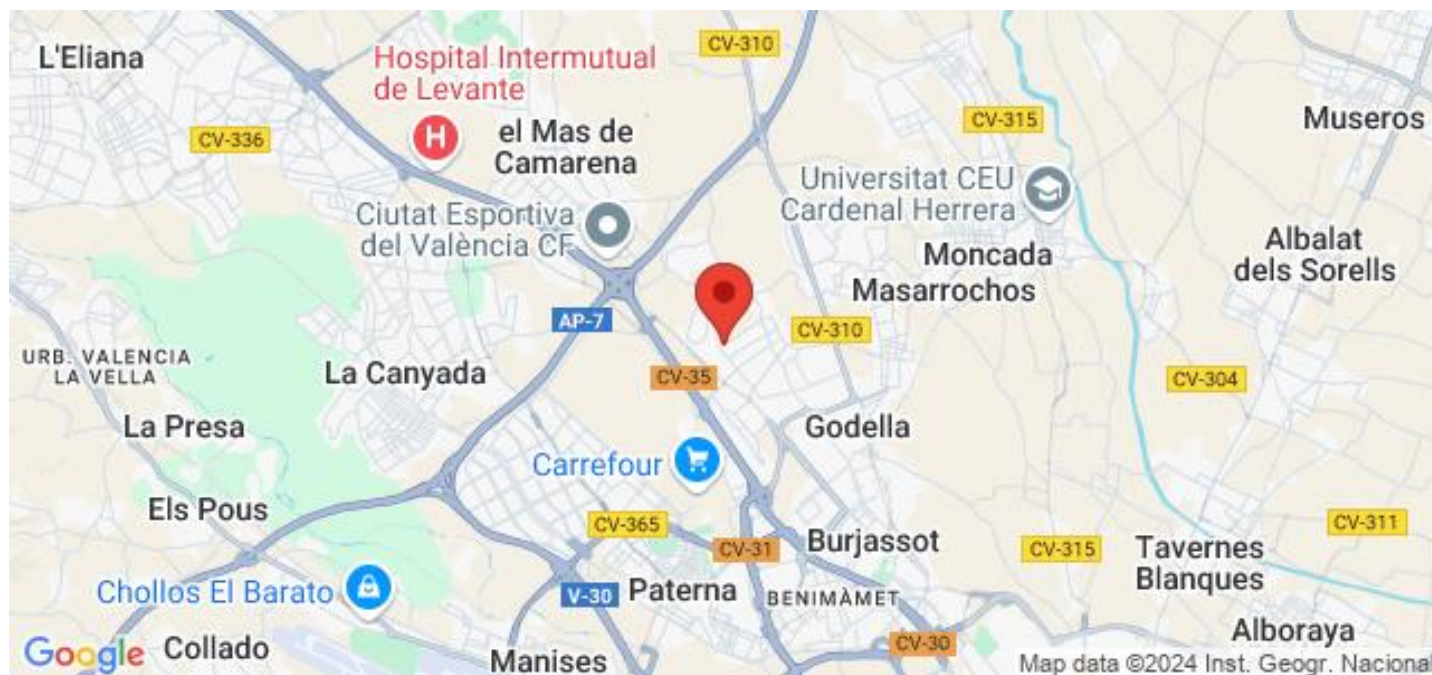 L'Eliana
Hospital Intermutual
de Levante
CV-310
CV-336
H
el Mas de
Camarena
CV-315
Museros
Universitat CEU
Cardenal Herrera
Ciutat Esportiva
del València CF
Moncada
Albalat
dels Sorells
Masarrochos
AP-7
CV-310
URB. VALENCIA
LA VELLA
La Canyada
CV-35
CV-304
La Presa
Godella
Carrefour
Els Pous
CV-365
CV-31
Burjassot
CV-315
CV-311
Tavernes
Blanques
Chollos El Barato
V-30
Paterna
BENIMÀMET
Google
Collado
Manises
CV-30
Alboraya
Map data ©2024 Inst. Geogr. Nacional